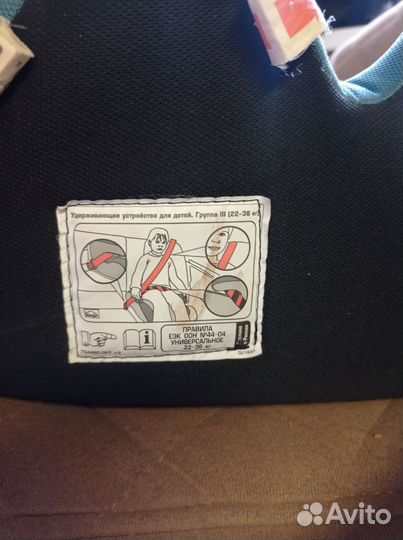 Удерживающее устройство для детей. Группа III (22-36 кг)
ПРАВИЛА
ЕЭК ООН №44-04
УНИВЕРСАЛЬНОЕ
22-36 кг
Avito